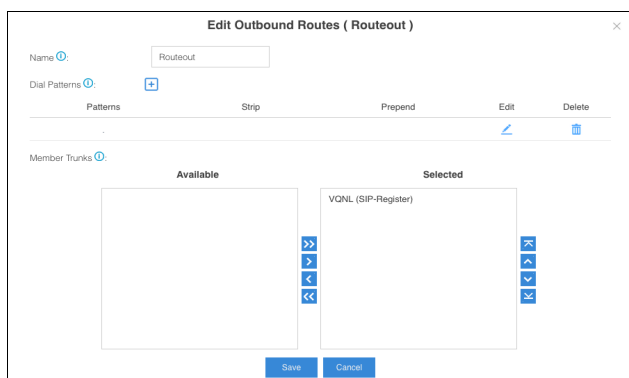 Edit Outbound Routes ( Routeout )
Name :
Routeout
Dial Patterns :
Patterns Strip Prepend Edit Delete
.
Member Trunks :
Available Selected
VQNL (SIP-Register)
Save Cancel